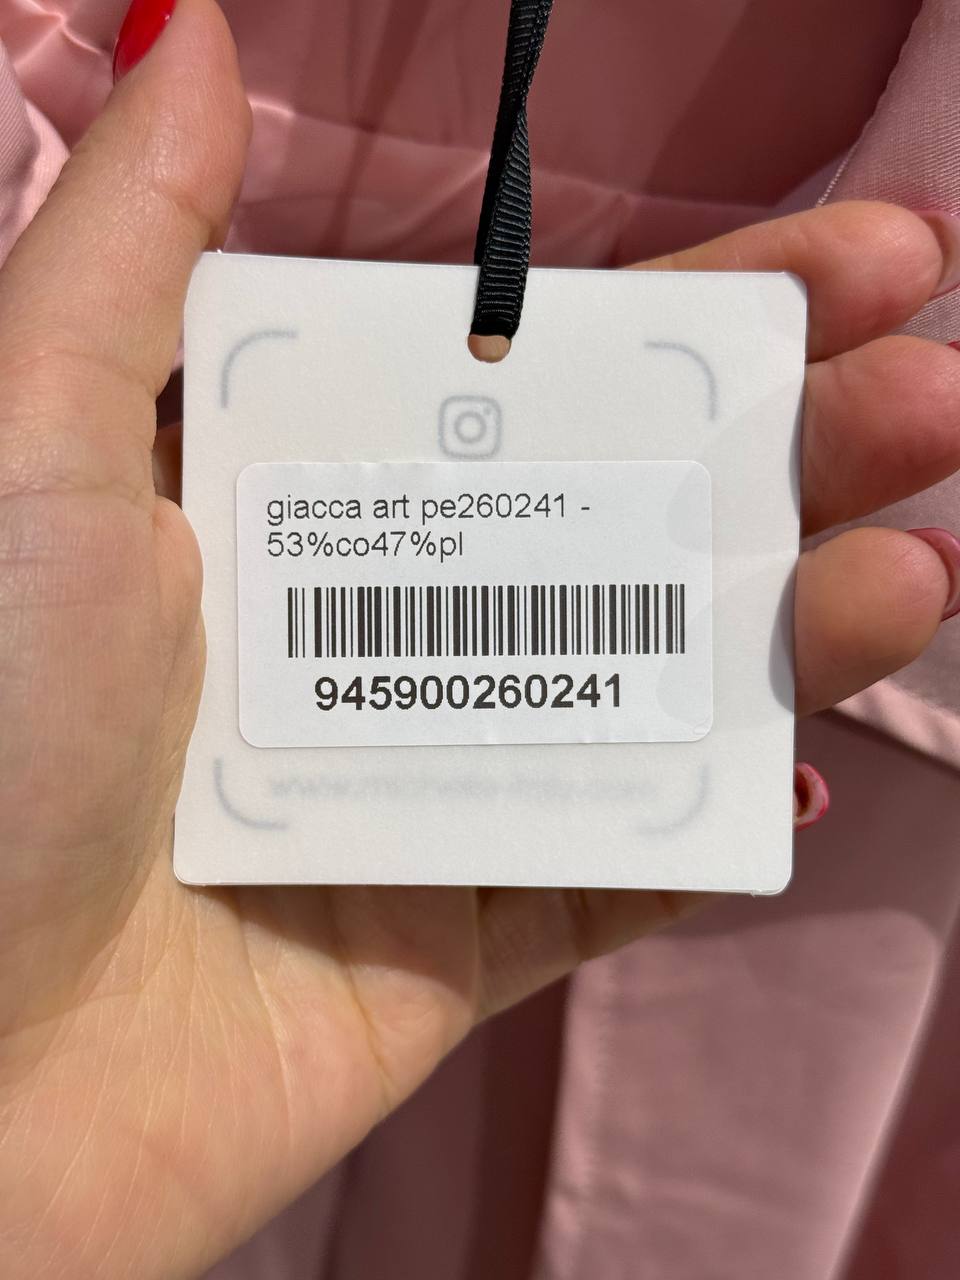 giacca art pe260241 -
53%co47%pl
945900260241